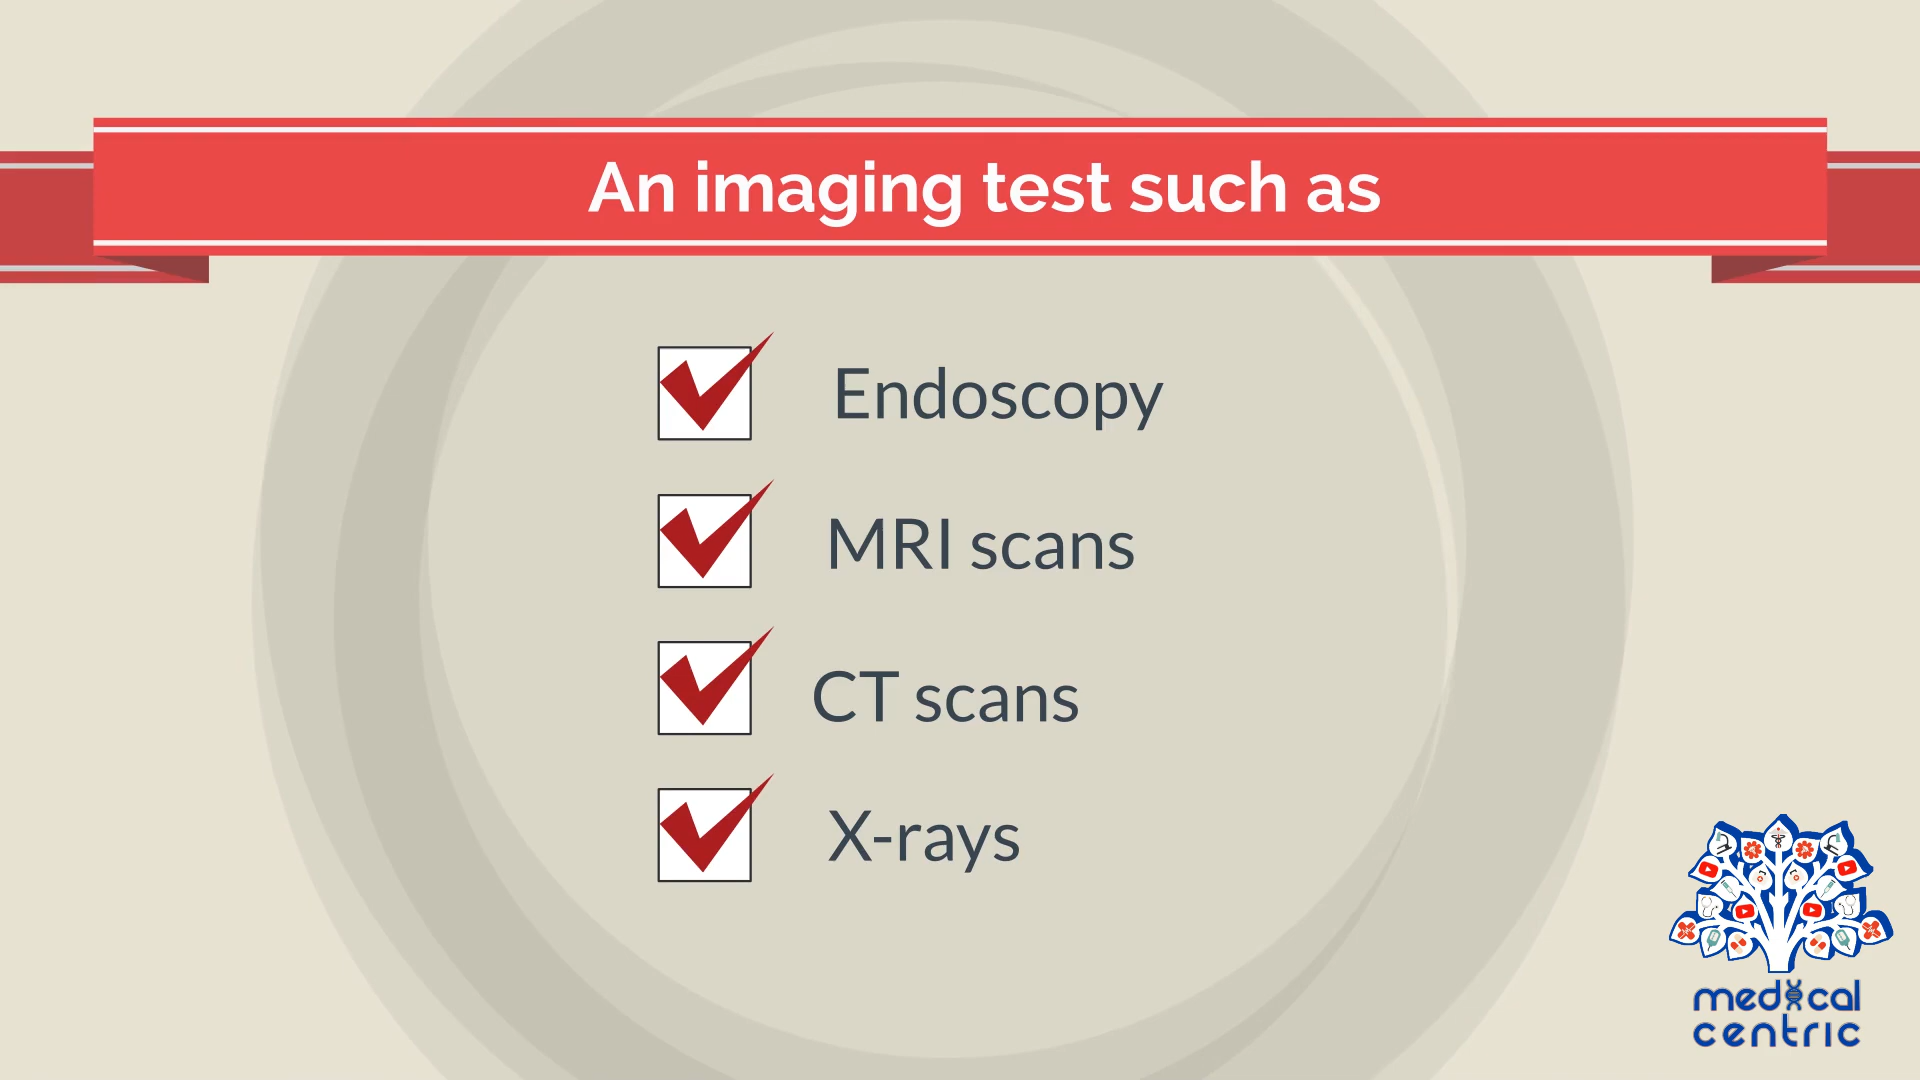 An imaging test such as
Endoscopy
MRI scans
CT scans
X-rays
medical
centric